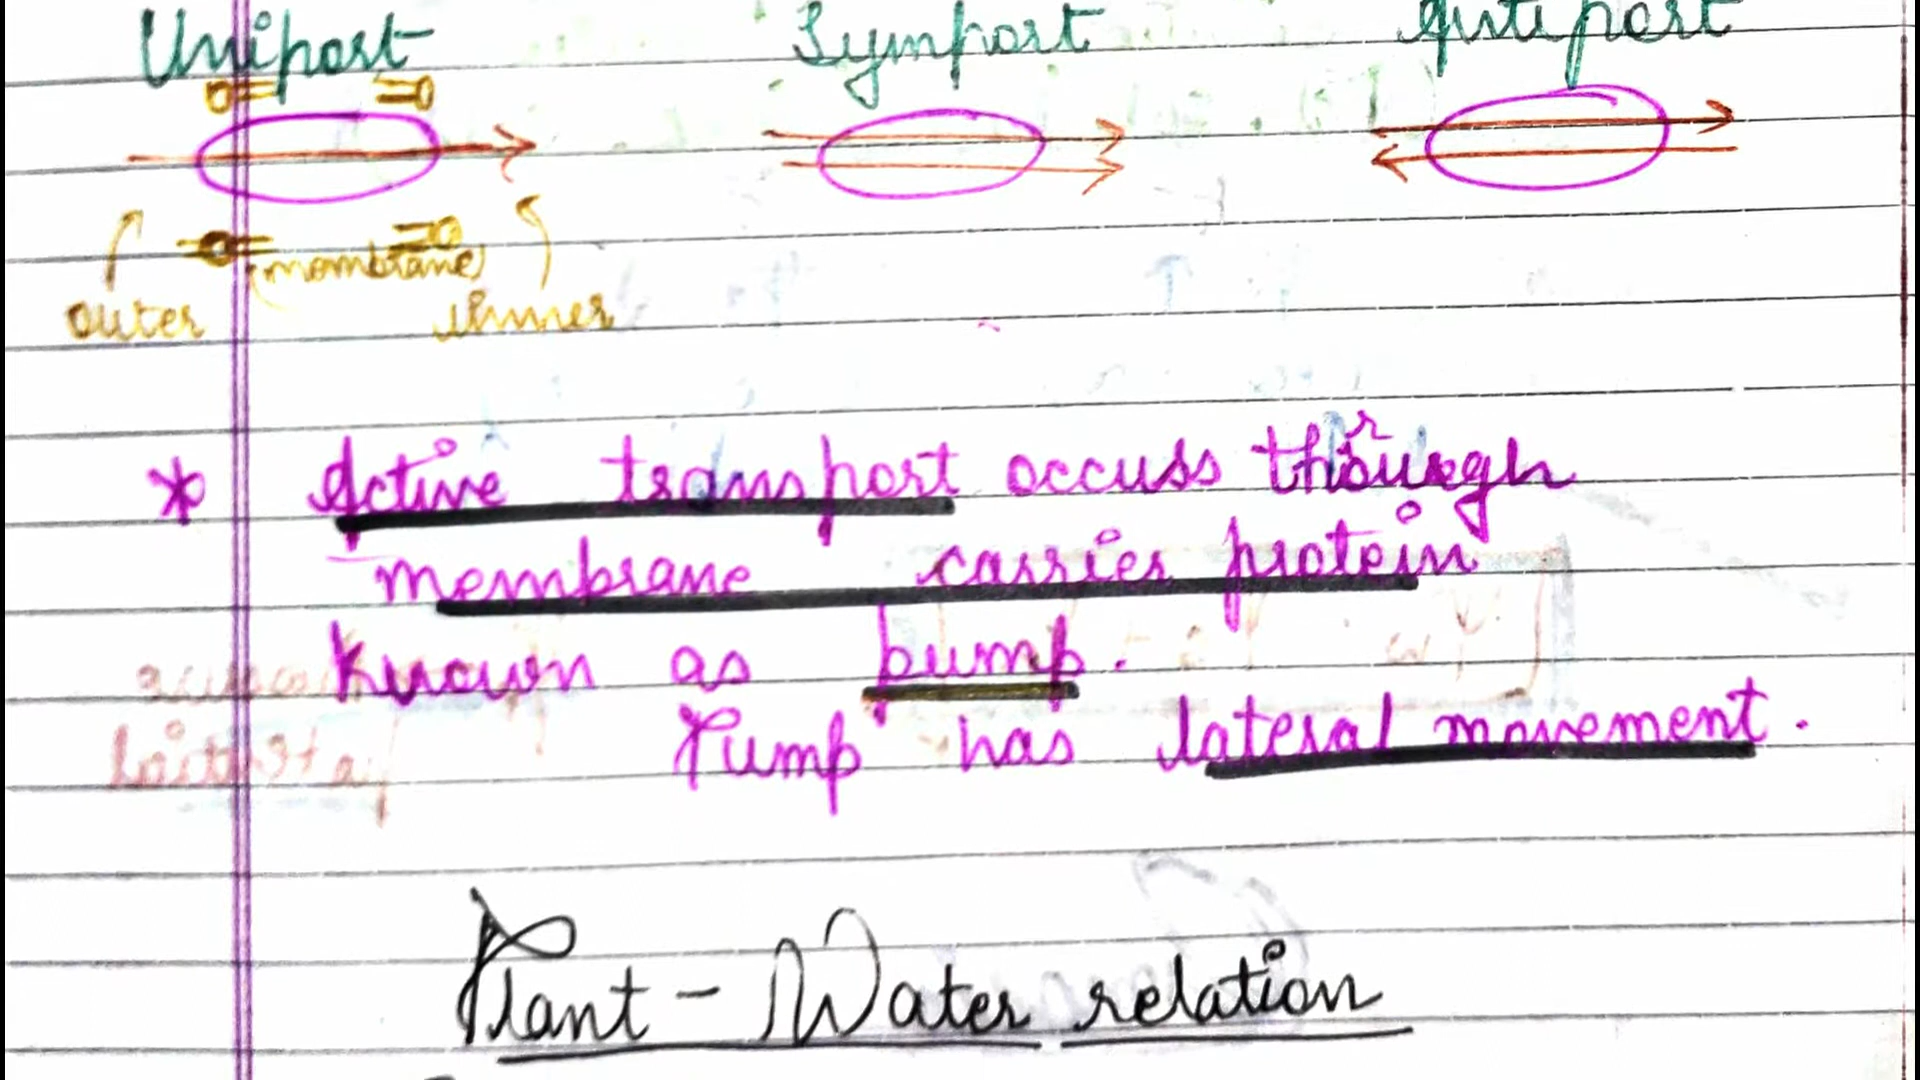 Uniport Symport Antiport
(membrane)
outer inner
* Active transport occurs through
membrane carrier protein
known as pump.
Pump has lateral movement.
Plant - Water relation